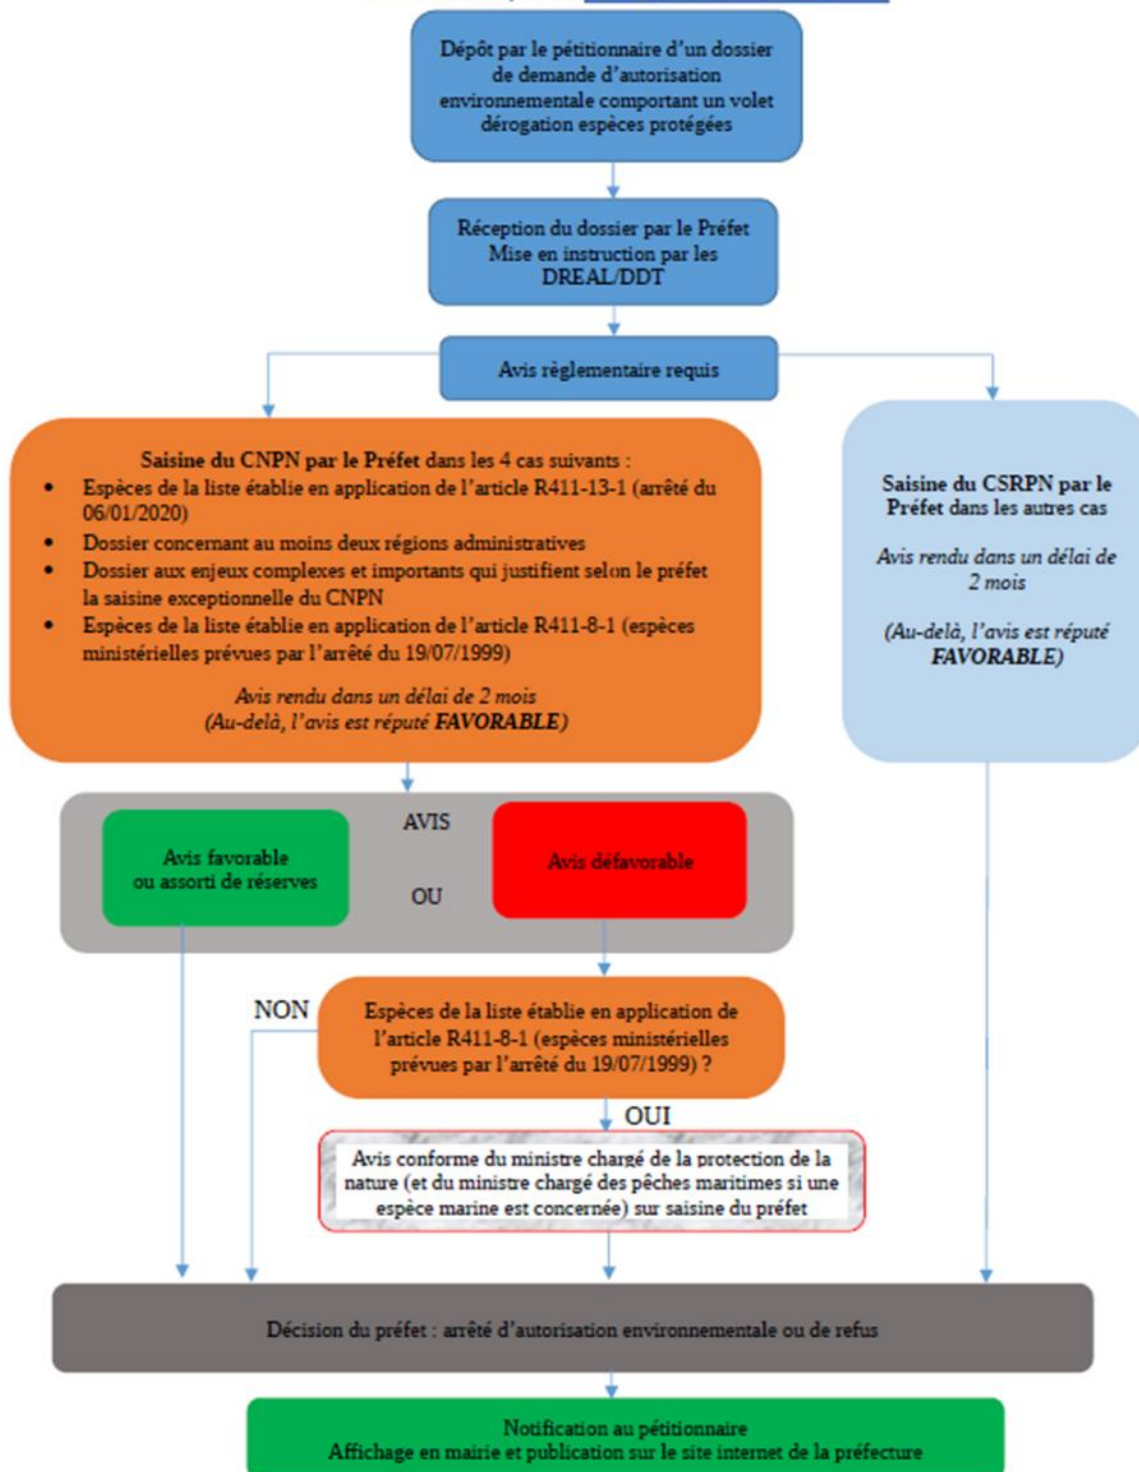 Dépôt par le pétitionnaire d'un dossier
de demande d'autorisation
environnementale comportant un volet
dérogation espèces protégées
Réception du dossier par le Préfet
Mise en instruction par les
DREAL/DDT
Avis règlementaire requis
Saisine du CNPN par le Préfet dans les 4 cas suivants :
• Espèces de la liste établie en application de l'article R411-13-1 (arrêté du
06/01/2020)
• Dossier concernant au moins deux régions administratives
• Dossier aux enjeux complexes et importants qui justifient selon le préfet
la saisine exceptionnelle du CNPN
• Espèces de la liste établie en application de l'article R411-8-1 (espèces
ministérielles prévues par l'arrêté du 19/07/1999)
Avis rendu dans un délai de 2 mois
(Au-delà, l'avis est réputé FAVORABLE)
Saisine du CSRPN par le
Préfet dans les autres cas
Avis rendu dans un délai de
2 mois
(Au-delà, l'avis est réputé
FAVORABLE)
AVIS
Avis favorable
ou assorti de réserves
OU
Avis défavorable
NON
Espèces de la liste établie en application de
l'article R411-8-1 (espèces ministérielles
prévues par l'arrêté du 19/07/1999) ?
OUI
Avis conforme du ministre chargé de la protection de la
nature (et du ministre chargé des pêches maritimes si une
espèce marine est concernée) sur saisine du préfet
Décision du préfet : arrêté d'autorisation environnementale ou de refus
Notification au pétitionnaire
Affichage en mairie et publication sur le site internet de la préfecture